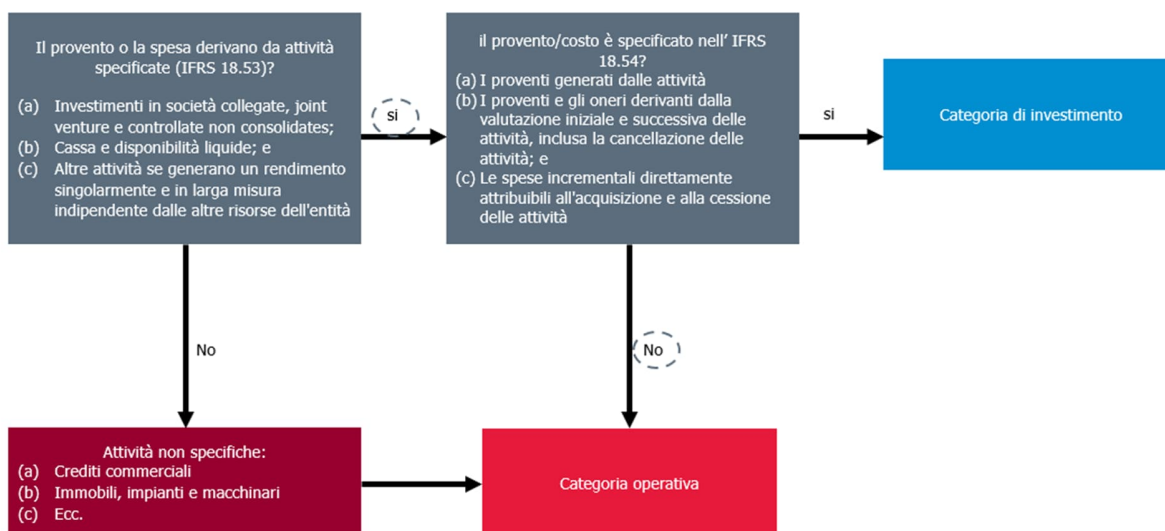 Il provento o la spesa derivano da attività
specificate (IFRS 18.53)?
(a) Investimenti in società collegate, joint
venture e controllate non consolidates;
(b) Cassa e disponibilità liquide; e
(c) Altre attività se generano un rendimento
singolarmente e in larga misura
indipendente dalle altre risorse dell'entità
si
il provento/costo è specificato nell' IFRS
18.54?
(a) I proventi generati dalle attività
(b) I proventi e gli oneri derivanti dalla
valutazione iniziale e successiva delle
attività, inclusa la cancellazione delle
attività; e
(c) Le spese incrementali direttamente
attribuibili all'acquisizione e alla cessione
delle attività
si
Categoria di investimento
No
No
Attività non specifiche:
(a) Crediti commerciali
(b) Immobili, impianti e macchinari
(c) Ecc.
Categoria operativa